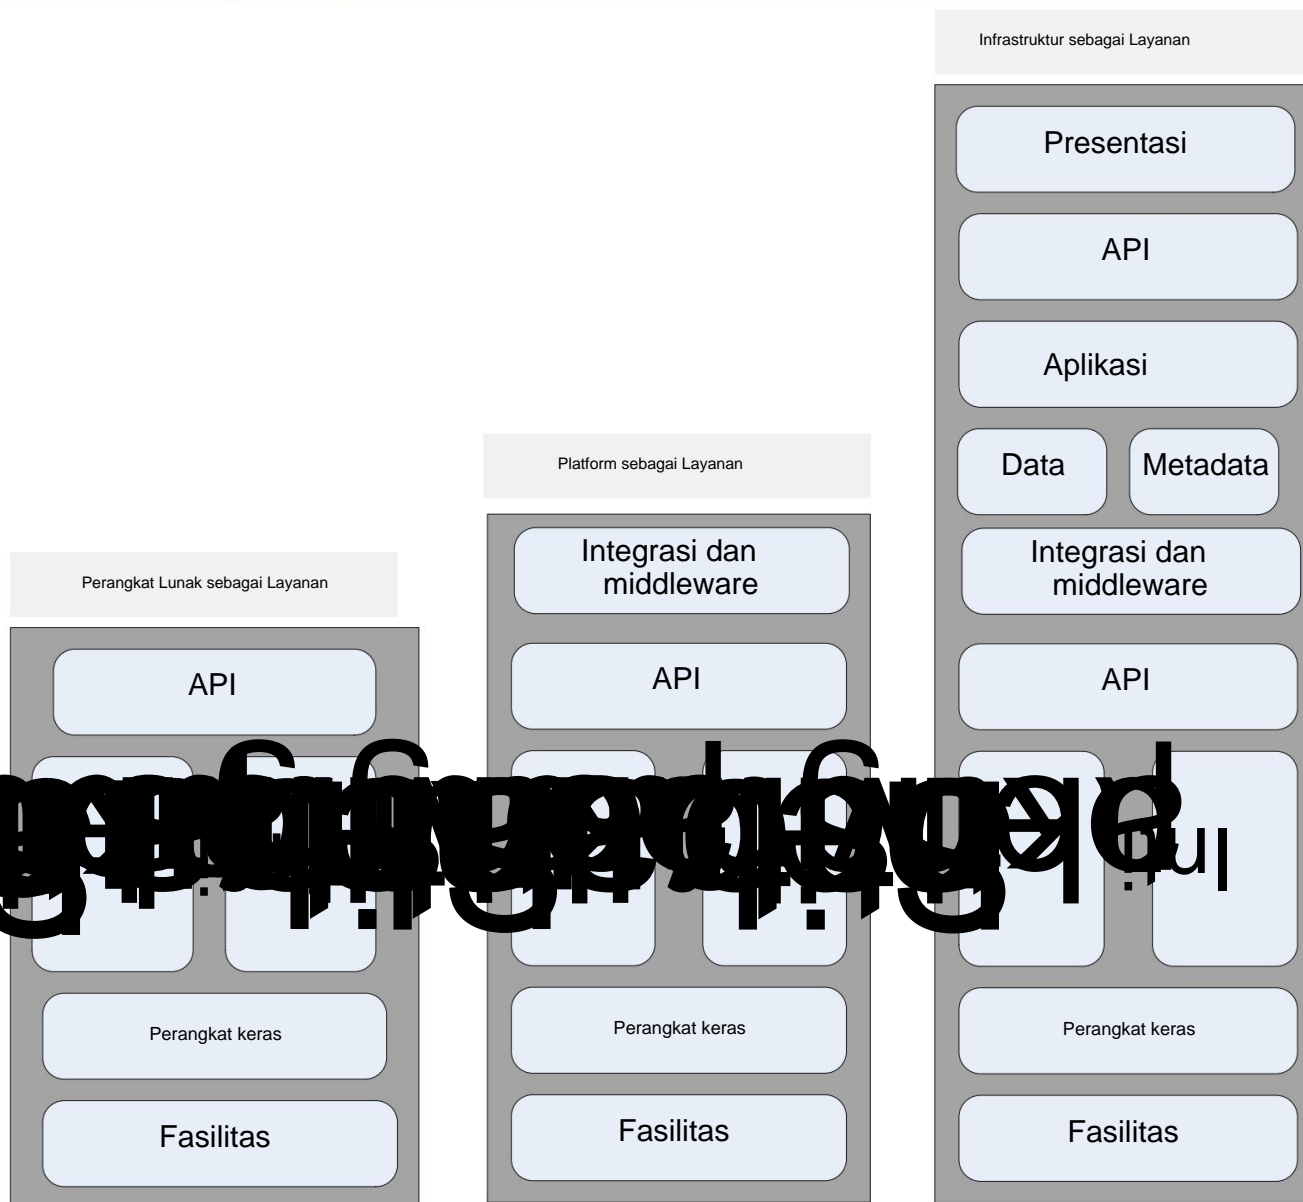 Infrastruktur sebagai Layanan
Presentasi
API
Aplikasi
Data
Metadata
Platform sebagai Layanan
Integrasi dan
middleware
Integrasi dan
middleware
Perangkat Lunak sebagai Layanan
API
API
API
Perangkat keras
Perangkat keras
Perangkat keras
Fasilitas
Fasilitas
Fasilitas